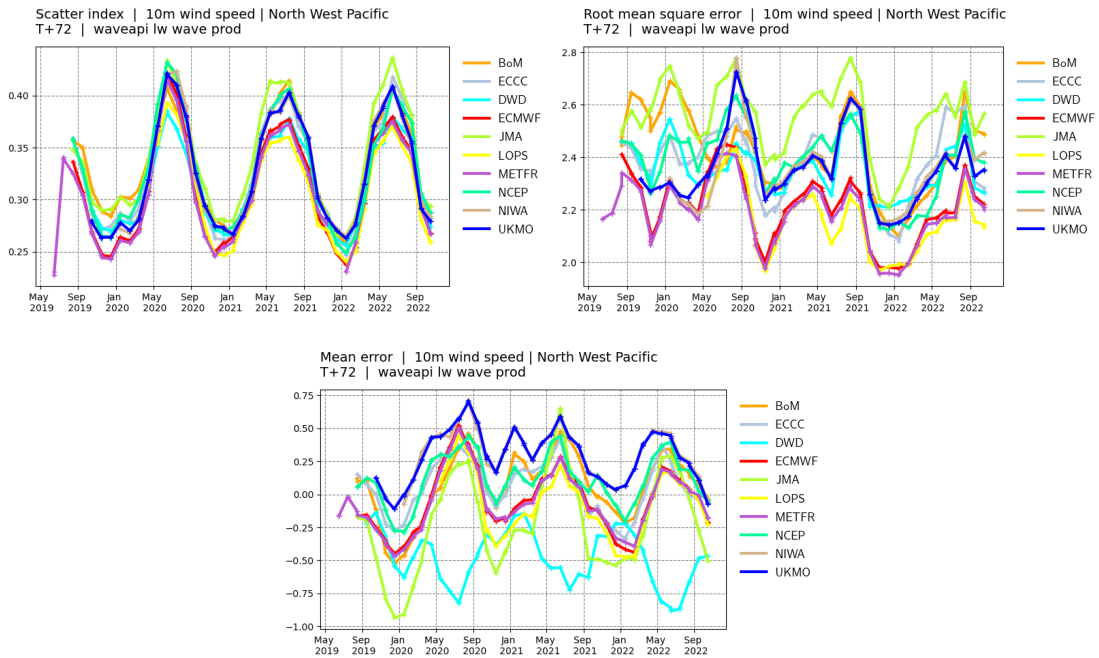 Scatter index | 10m wind speed | North West Pacific
T+72 | waveapi lw wave prod
0.40
0.35
0.30
0.25
May 2019
Sep 2019
Jan 2020
May 2020
Sep 2020
Jan 2021
May 2021
Sep 2021
Jan 2022
May 2022
Sep 2022
BoM
ECCC
DWD
ECMWF
JMA
LOPS
METFR
NCEP
NIWA
UKMO
Root mean square error | 10m wind speed | North West Pacific
T+72 | waveapi lw wave prod
2.8
2.6
2.4
2.2
2.0
May 2019
Sep 2019
Jan 2020
May 2020
Sep 2020
Jan 2021
May 2021
Sep 2021
Jan 2022
May 2022
Sep 2022
BoM
ECCC
DWD
ECMWF
JMA
LOPS
METFR
NCEP
NIWA
UKMO
Mean error | 10m wind speed | North West Pacific
T+72 | waveapi lw wave prod
0.75
0.50
0.25
0.00
−0.25
−0.50
−0.75
−1.00
May 2019
Sep 2019
Jan 2020
May 2020
Sep 2020
Jan 2021
May 2021
Sep 2021
Jan 2022
May 2022
Sep 2022
BoM
ECCC
DWD
ECMWF
JMA
LOPS
METFR
NCEP
NIWA
UKMO